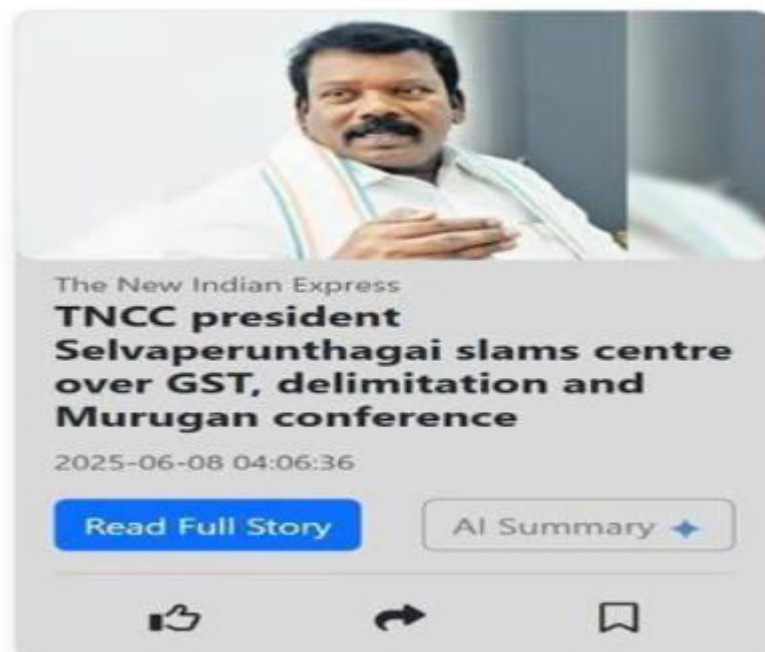 The New Indian Express
TNCC president
Selvaperunthagai slams centre
over GST, delimitation and
Murugan conference
2025-06-08 04:06:36
Read Full Story
AI Summary